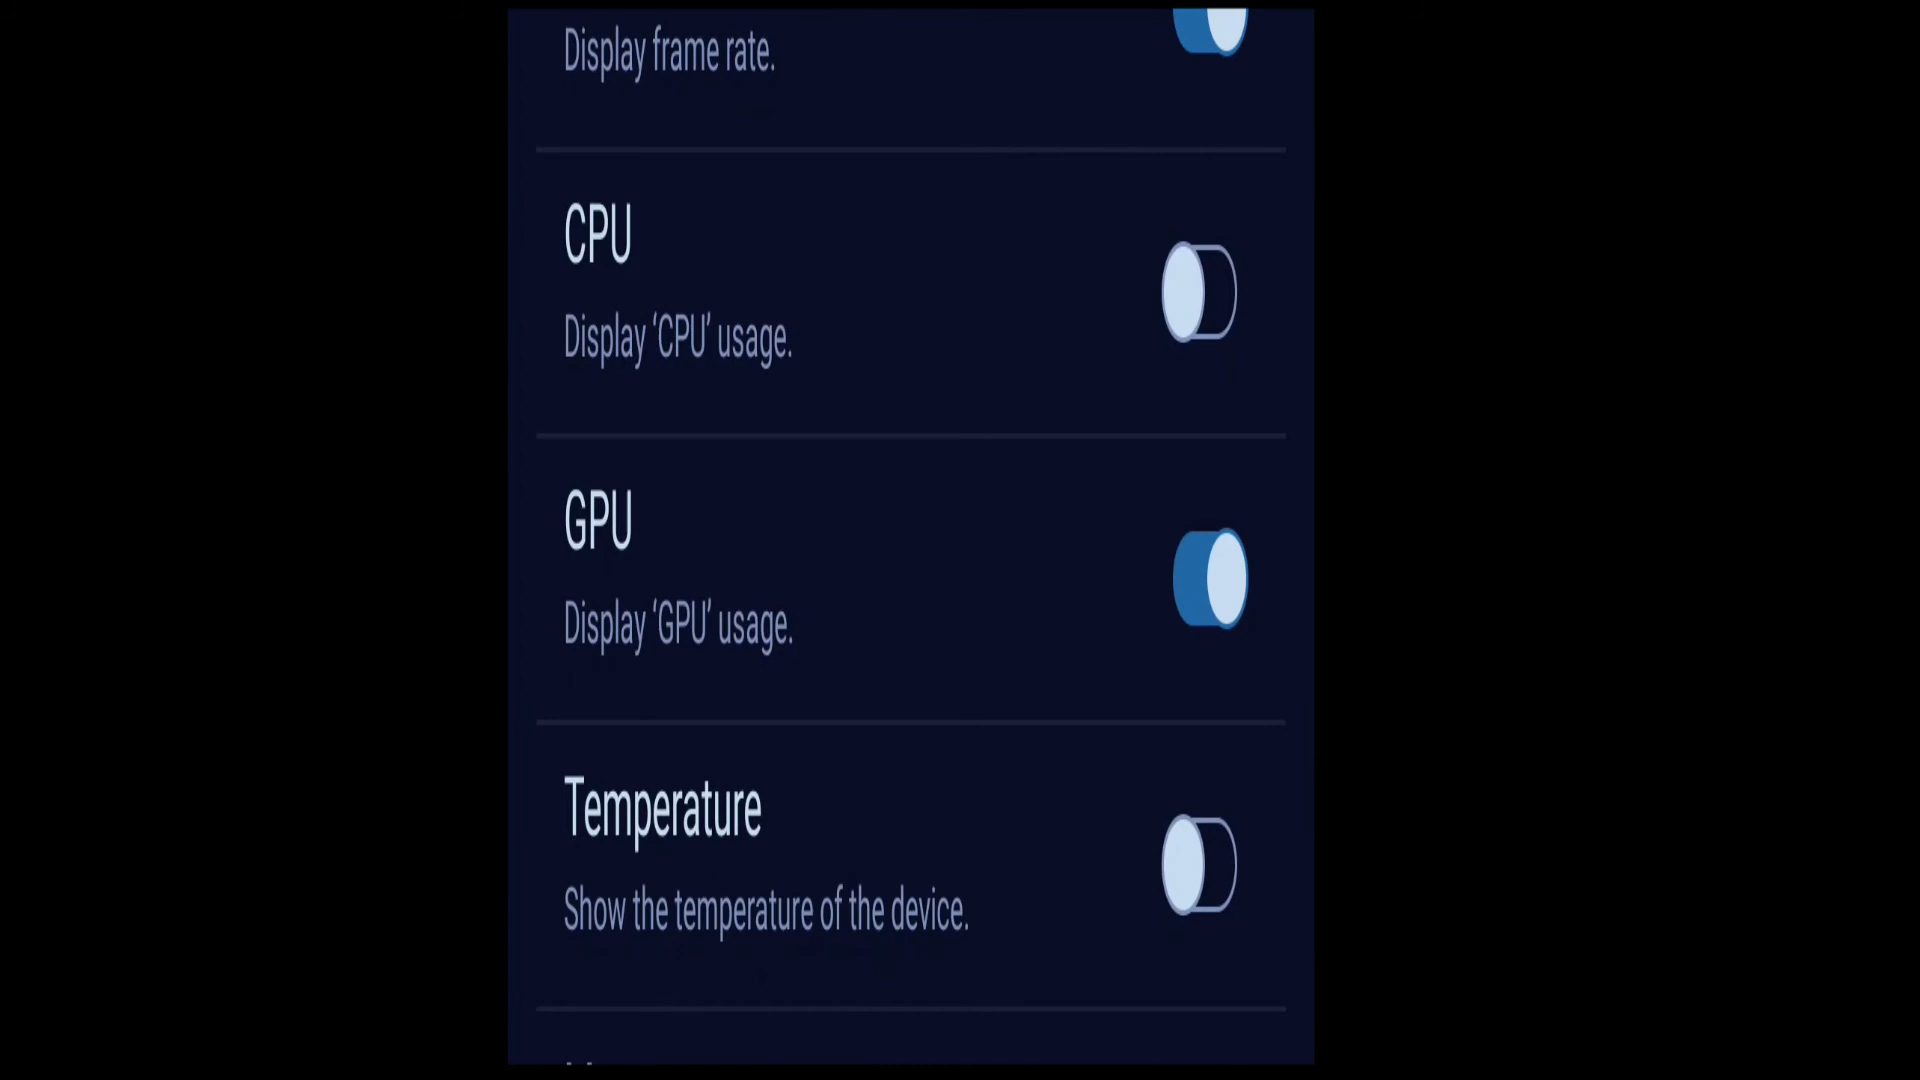 Display frame rate.
CPU
Display ‘CPU’ usage.
GPU
Display ‘GPU’ usage.
Temperature
Show the temperature of the device.